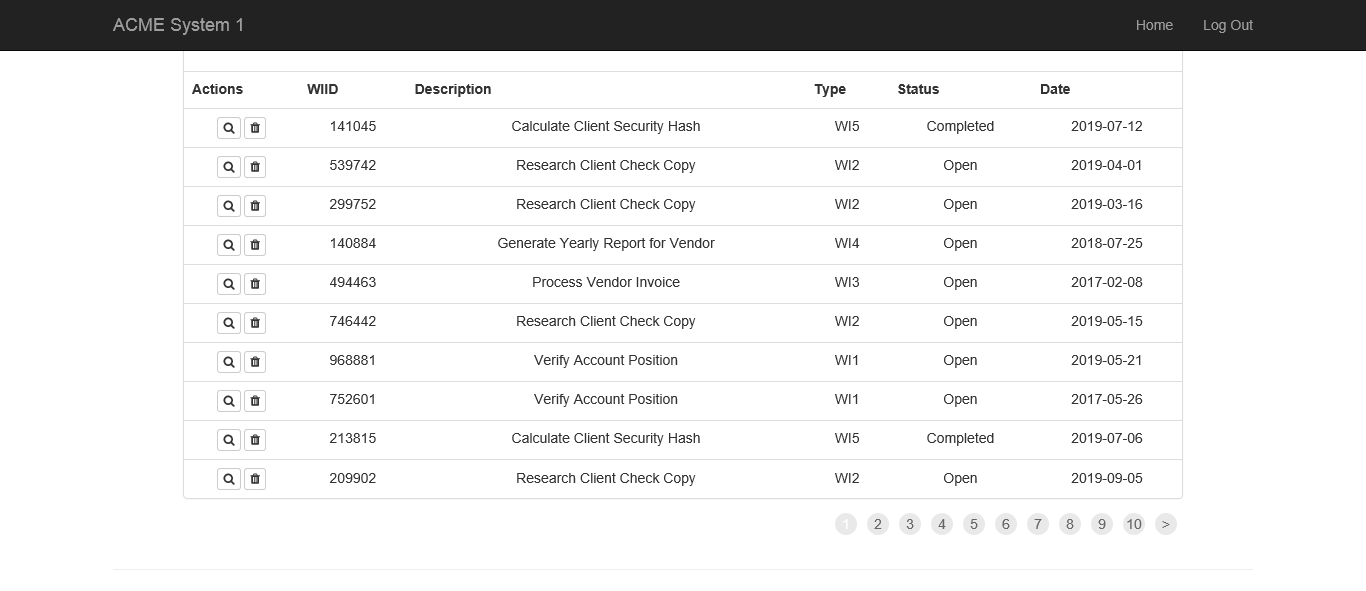 ACME System 1 Home Log Out
Actions WIID Description Type Status Date
141045 Calculate Client Security Hash WI5 Completed 2019-07-12
539742 Research Client Check Copy WI2 Open 2019-04-01
299752 Research Client Check Copy WI2 Open 2019-03-16
140884 Generate Yearly Report for Vendor WI4 Open 2018-07-25
494463 Process Vendor Invoice WI3 Open 2017-02-08
746442 Research Client Check Copy WI2 Open 2019-05-15
968881 Verify Account Position WI1 Open 2019-05-21
752601 Verify Account Position WI1 Open 2017-05-26
213815 Calculate Client Security Hash WI5 Completed 2019-07-06
209902 Research Client Check Copy WI2 Open 2019-09-05
1 2 3 4 5 6 7 8 9 10 >